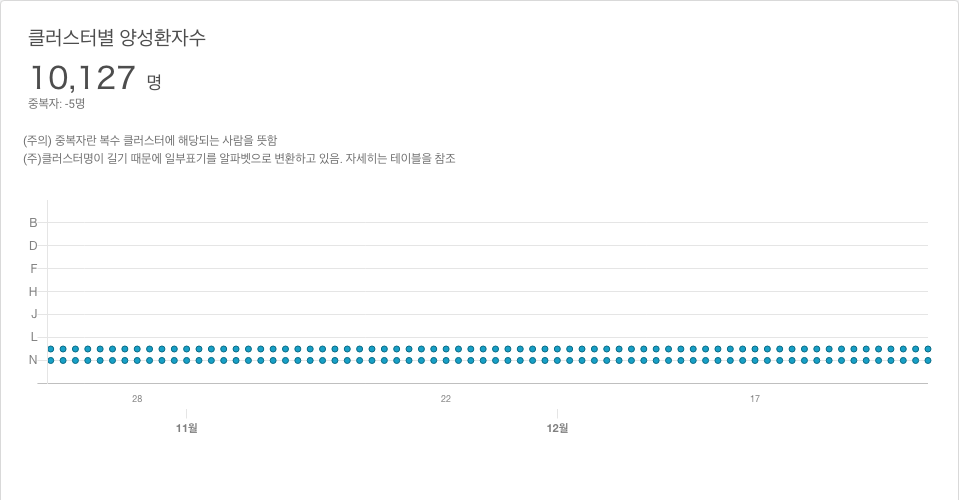 클러스터별 양성환자수
10,127 명
중복자: -5명
(주의) 중복자란 복수 클러스터에 해당되는 사람을 뜻함
(주)클러스터명이 길기 때문에 일부표기를 알파벳으로 변환하고 있음. 자세히는 테이블을 참조
B
D
F
H
J
L
N
28 22 17
11월 12월